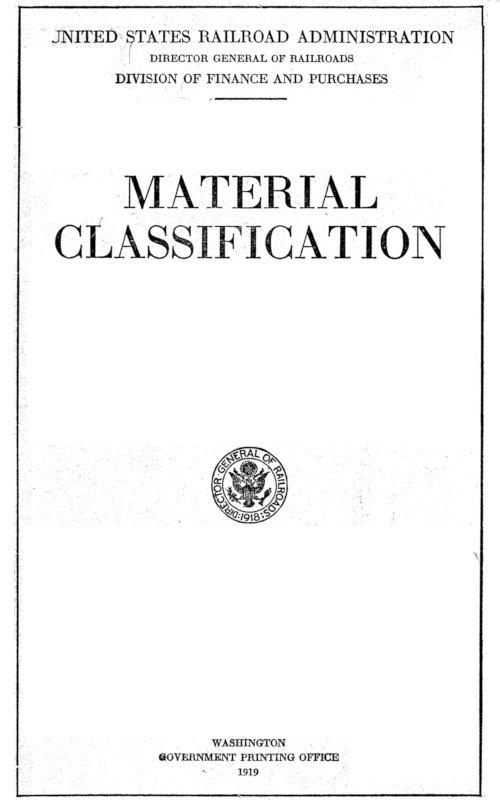 UNITED STATES RAILROAD ADMINISTRATION
DIRECTOR GENERAL OF RAILROADS
DIVISION OF FINANCE AND PURCHASES
MATERIAL
CLASSIFICATION
DIRECTOR GENERAL OF RAILROADS
1918
WASHINGTON
GOVERNMENT PRINTING OFFICE
1919